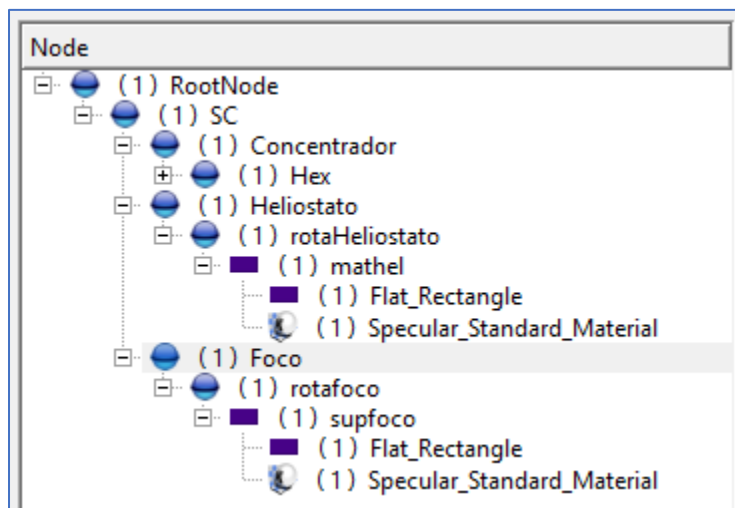 Node
(1) RootNode
(1) SC
(1) Concentrador
(1) Hex
(1) Heliostato
(1) rotaHeliostato
(1) mathel
(1) Flat_Rectangle
(1) Specular_Standard_Material
(1) Foco
(1) rotafoco
(1) supfoco
(1) Flat_Rectangle
(1) Specular_Standard_Material